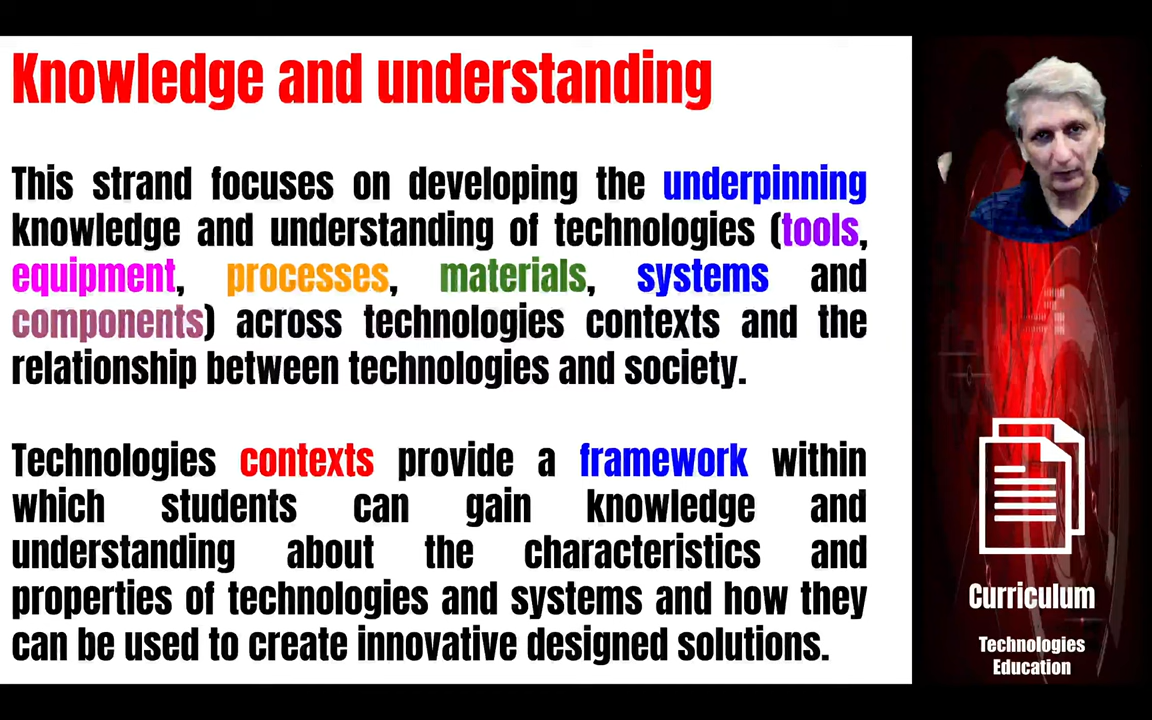 Knowledge and understanding
This strand focuses on developing the underpinning
knowledge and understanding of technologies (tools,
equipment, processes, materials, systems and
components) across technologies contexts and the
relationship between technologies and society.
Technologies contexts provide a framework within
which students can gain knowledge and
understanding about the characteristics and
properties of technologies and systems and how they
can be used to create innovative designed solutions.
Curriculum
Technologies
Education